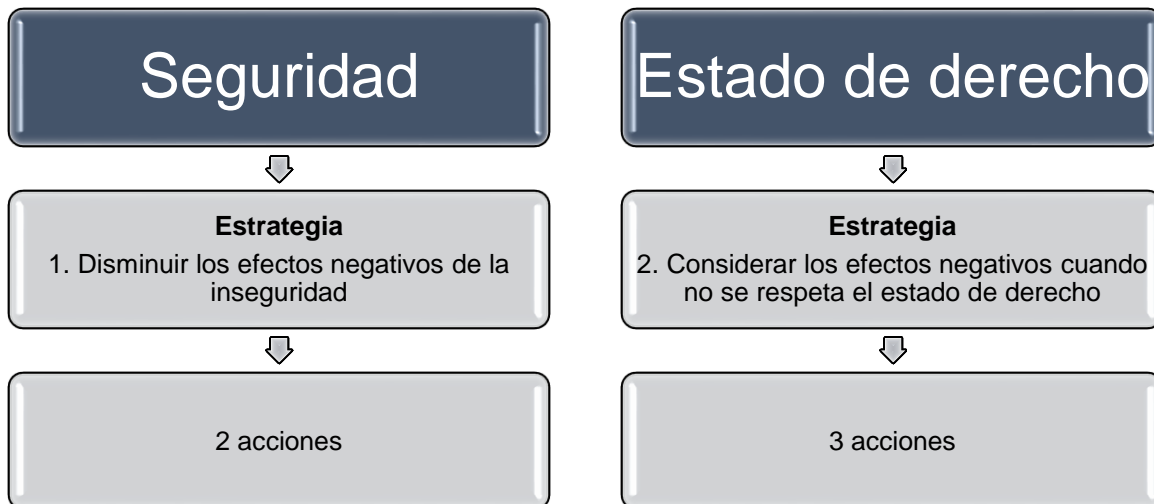 Seguridad
Estrategia
1. Disminuir los efectos negativos de la
inseguridad
2 acciones
Estado de derecho
Estrategia
2. Considerar los efectos negativos cuando
no se respeta el estado de derecho
3 acciones